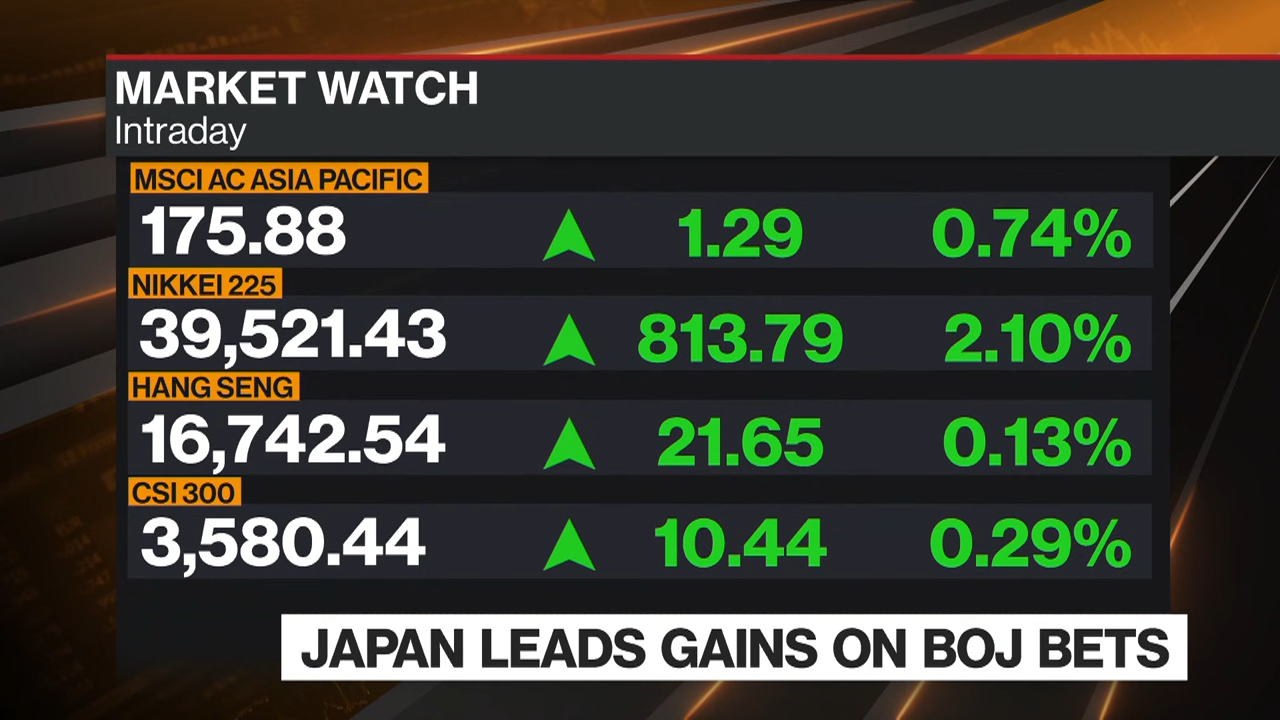 MARKET WATCH
Intraday
MSCI AC ASIA PACIFIC
175.88 ▲ 1.29 0.74%
NIKKEI 225
39,521.43 ▲ 813.79 2.10%
HANG SENG
16,742.54 ▲ 21.65 0.13%
CSI 300
3,580.44 ▲ 10.44 0.29%
JAPAN LEADS GAINS ON BOJ BETS